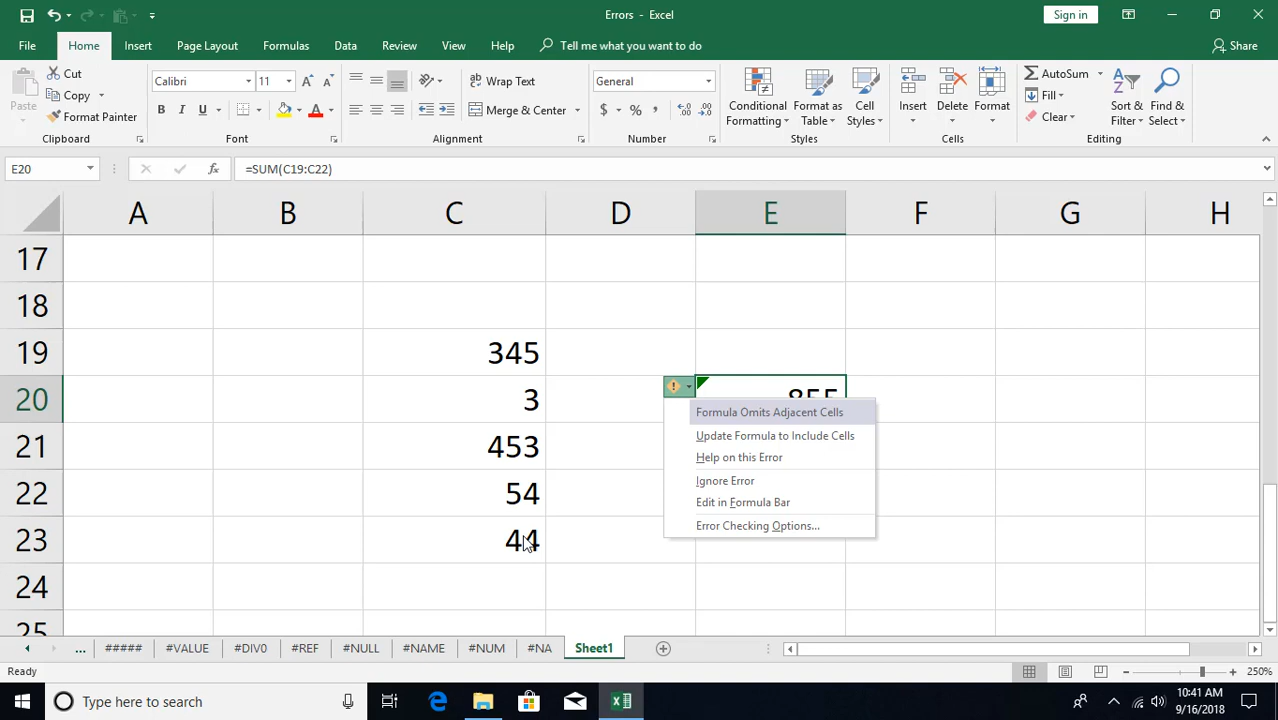 Errors - Excel
Sign in
File Home Insert Page Layout Formulas Data Review View Help Tell me what you want to do Share
Paste
Cut
Copy
Format Painter
Calibri 11
B I U
Wrap Text
Merge & Center
General
$ % ,
Conditional Formatting
Format as Table
Cell Styles
Insert
Delete
Format
AutoSum
Fill
Clear
Sort & Filter
Find & Select
Clipboard Font Alignment Number Styles Cells Editing
E20 fx =SUM(C19:C22)
A B C D E F G H
17
18
19 345
20 3 855
21 453
22 54
23 44
24
25
Formula Omits Adjacent Cells
Update Formula to Include Cells
Help on this Error
Ignore Error
Edit in Formula Bar
Error Checking Options...
... ##### #VALUE #DIV0 #REF #NULL #NAME #NUM #NA Sheet1
Ready 250%
Type here to search
10:41 AM
9/16/2018